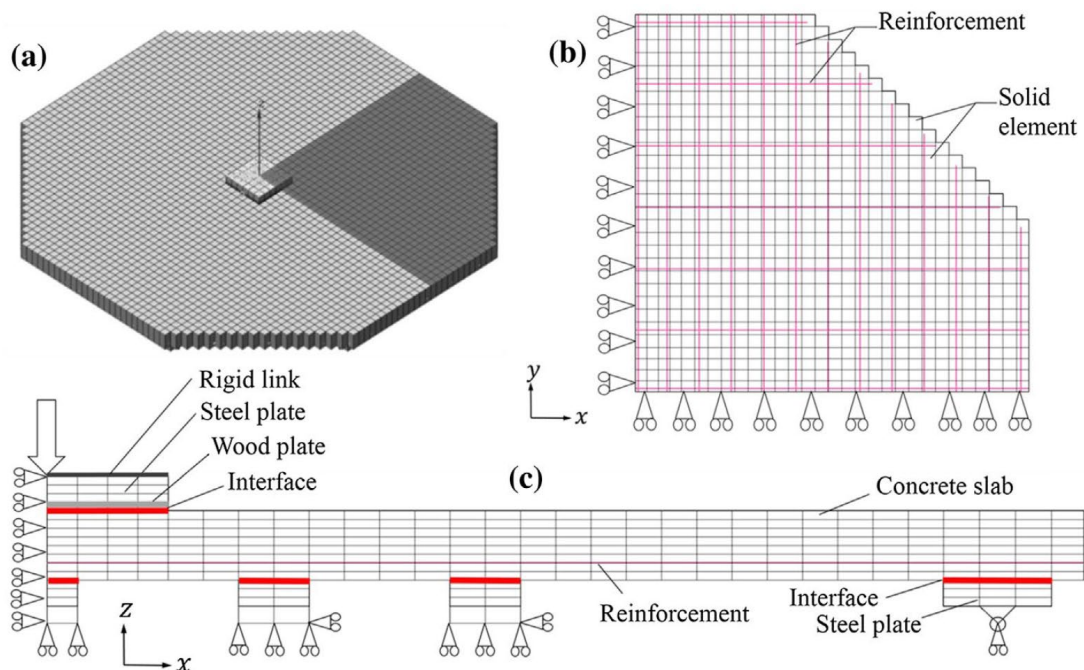 (a)
z
(b)
Reinforcement
Solid
element
y
x
Rigid link
Steel plate
Wood plate
Interface
(c)
Concrete slab
Reinforcement
Interface
Steel plate
z
x